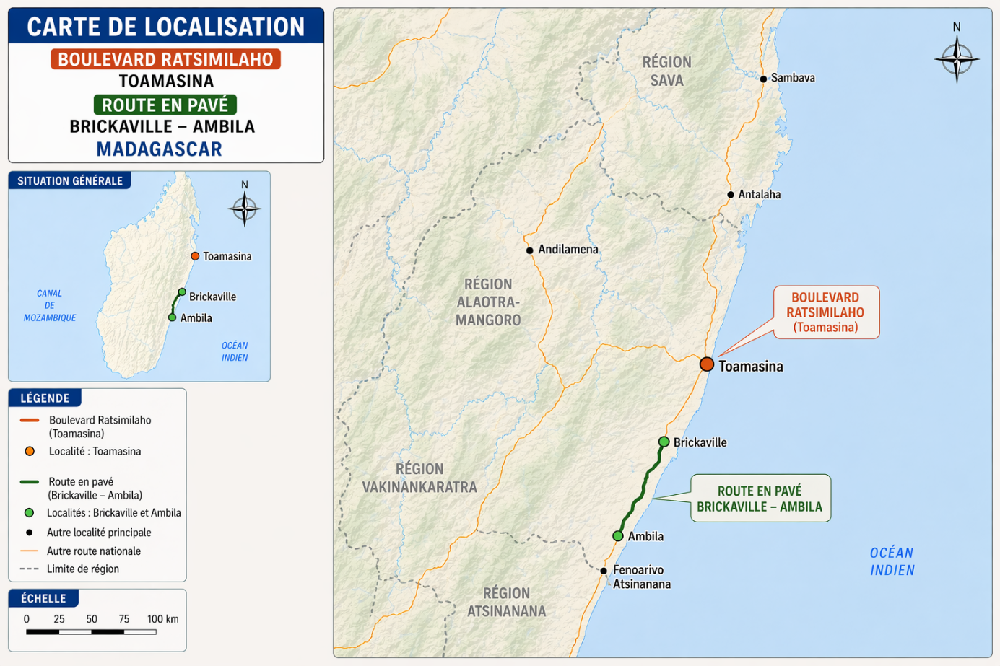 CARTE DE LOCALISATION
BOULEVARD RATSIMILAHO
TOAMASINA
ROUTE EN PAVÉ
BRICKAVILLE – AMBILA
MADAGASCAR
SITUATION GÉNÉRALE
N
Toamasina
Brickaville
Ambila
CANAL
DE
MOZAMBIQUE
OCÉAN
INDIEN
LÉGENDE
Boulevard Ratsimilaho
(Toamasina)
Localité : Toamasina
Route en pavé
(Brickaville – Ambila)
Localités : Brickaville et Ambila
Autre localité principale
Autre route nationale
Limite de région
ÉCHELLE
0 25 50 75 100 km
N
RÉGION
SAVA
Sambava
Antalaha
Andilamena
RÉGION
ALAOTRA-
MANGORO
BOULEVARD
RATSIMILAHO
(Toamasina)
Toamasina
Brickaville
RÉGION
VAKINANKARATRA
ROUTE EN PAVÉ
BRICKAVILLE – AMBILA
Ambila
OCÉAN
INDIEN
Fenoarivo
Atsinanana
RÉGION
ATSINANANA